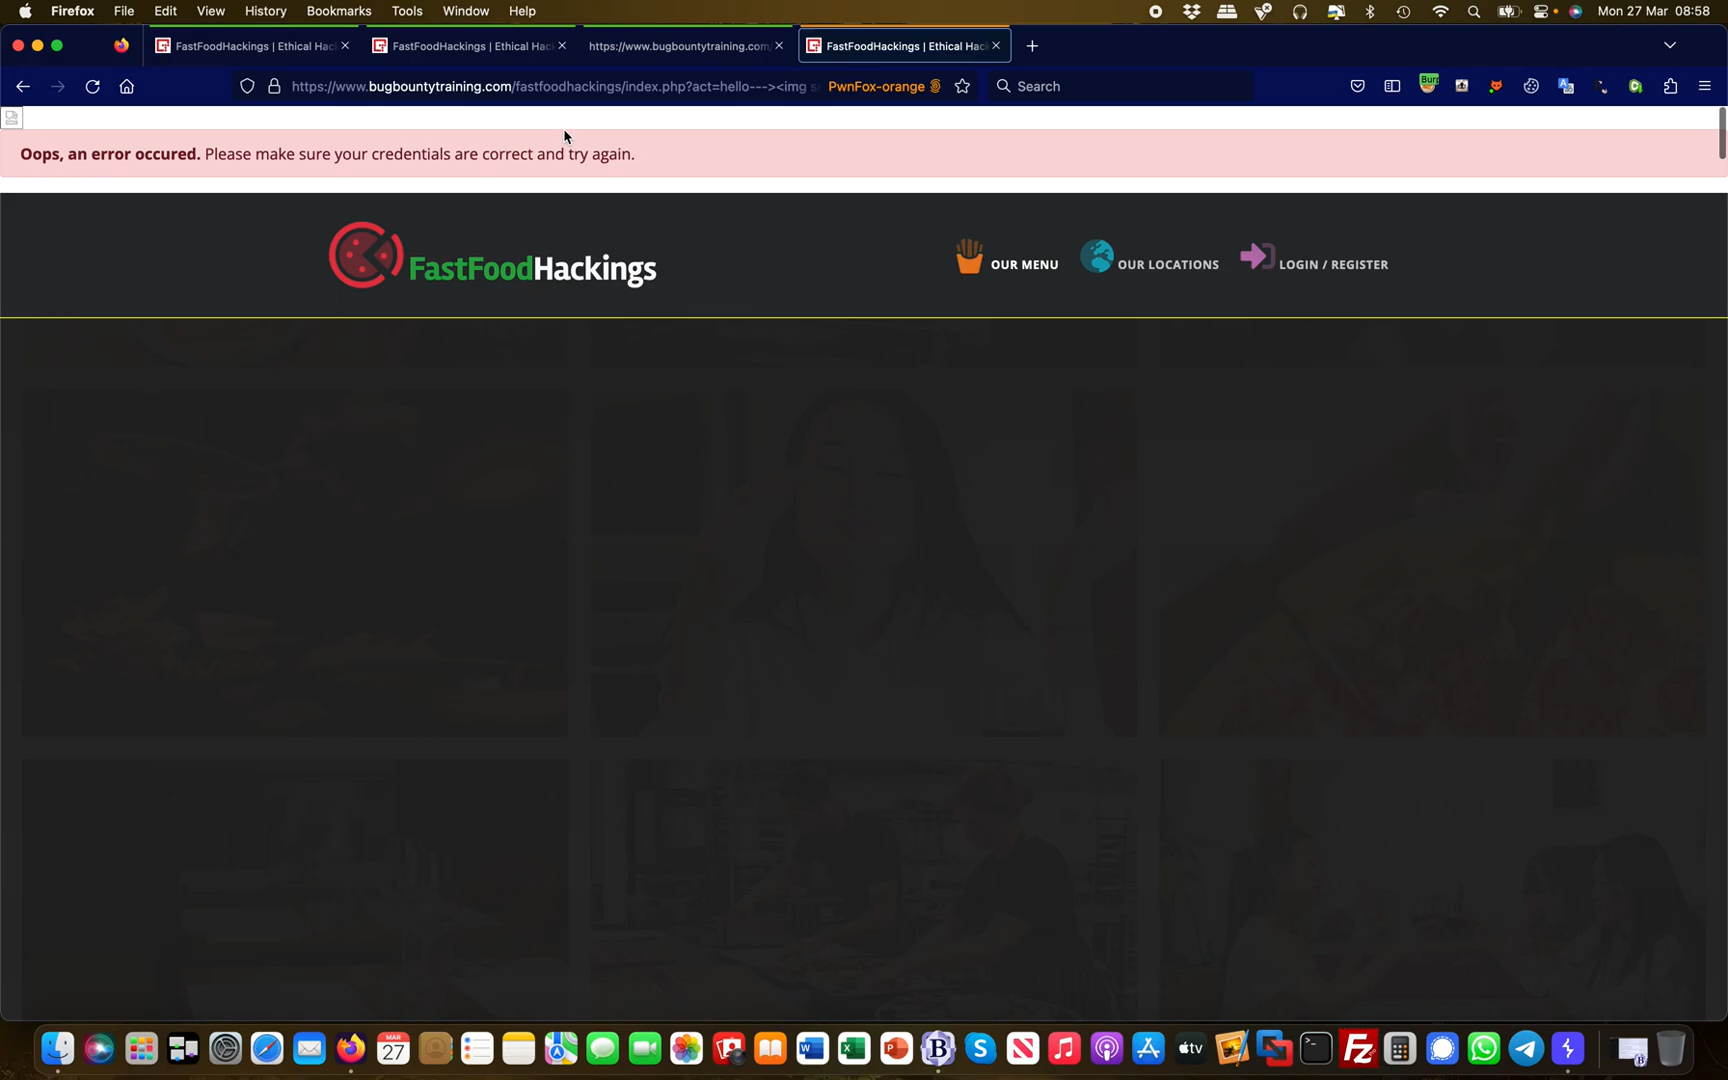 Firefox File Edit View History Bookmarks Tools Window Help Mon 27 Mar 08:58
FastFoodHackings | Ethical Hac FastFoodHackings | Ethical Hac https://www.bugbountytraining.com FastFoodHackings | Ethical Hac
https://www.bugbountytraining.com/fastfoodhackings/index.php?act=hello---><img s PwnFox-orange Search Burp
Oops, an error occured. Please make sure your credentials are correct and try again.
FastFoodHackings OUR MENU OUR LOCATIONS LOGIN / REGISTER
MAR
27
tv